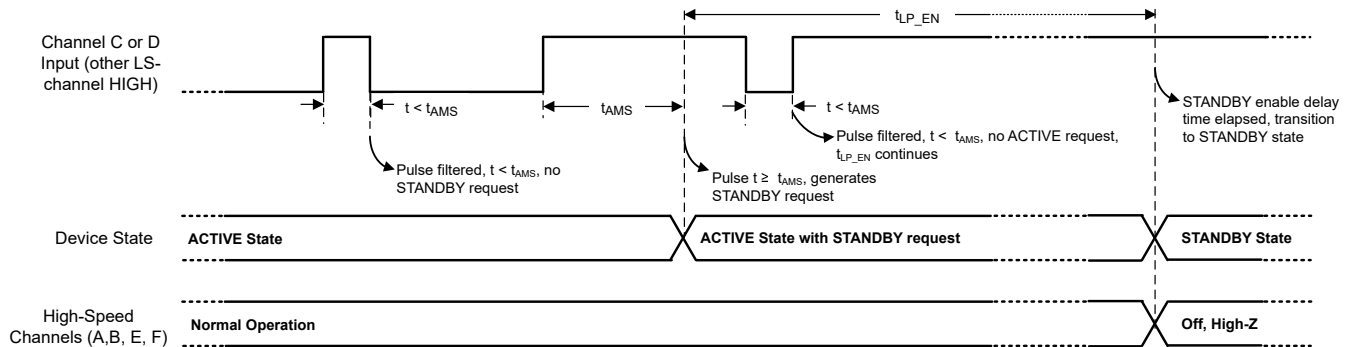 t_LP_EN
Channel C or D
Input (other LS-
channel HIGH)
t < t_AMS
t_AMS
t < t_AMS
Pulse filtered, t < t_AMS, no
STANDBY request
Pulse t ≥ t_AMS, generates
STANDBY request
Pulse filtered, t < t_AMS, no ACTIVE request,
t_LP_EN continues
STANDBY enable delay
time elapsed, transition
to STANDBY state
Device State
ACTIVE State
ACTIVE State with STANDBY request
STANDBY State
High-Speed
Channels (A,B, E, F)
Normal Operation
Off, High-Z